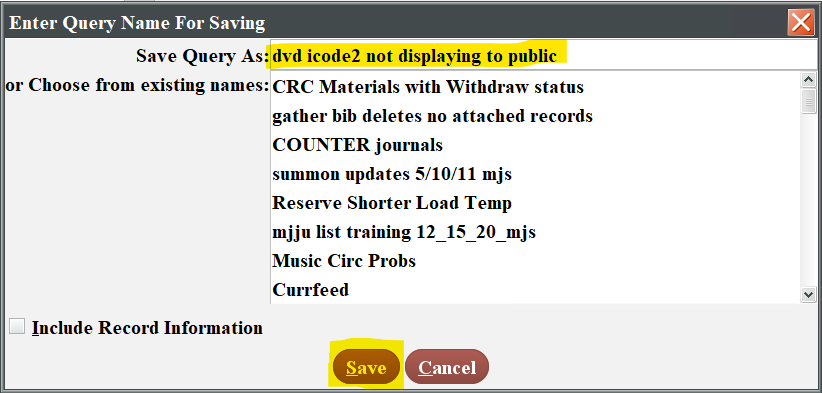 Enter Query Name For Saving
Save Query As: dvd icode2 not displaying to public
or Choose from existing names: CRC Materials with Withdraw status
gather bib deletes no attached records
COUNTER journals
summon updates 5/10/11 mjs
Reserve Shorter Load Temp
mjju list training 12_15_20_mjs
Music Circ Probs
Currfeed
Include Record Information
Save Cancel